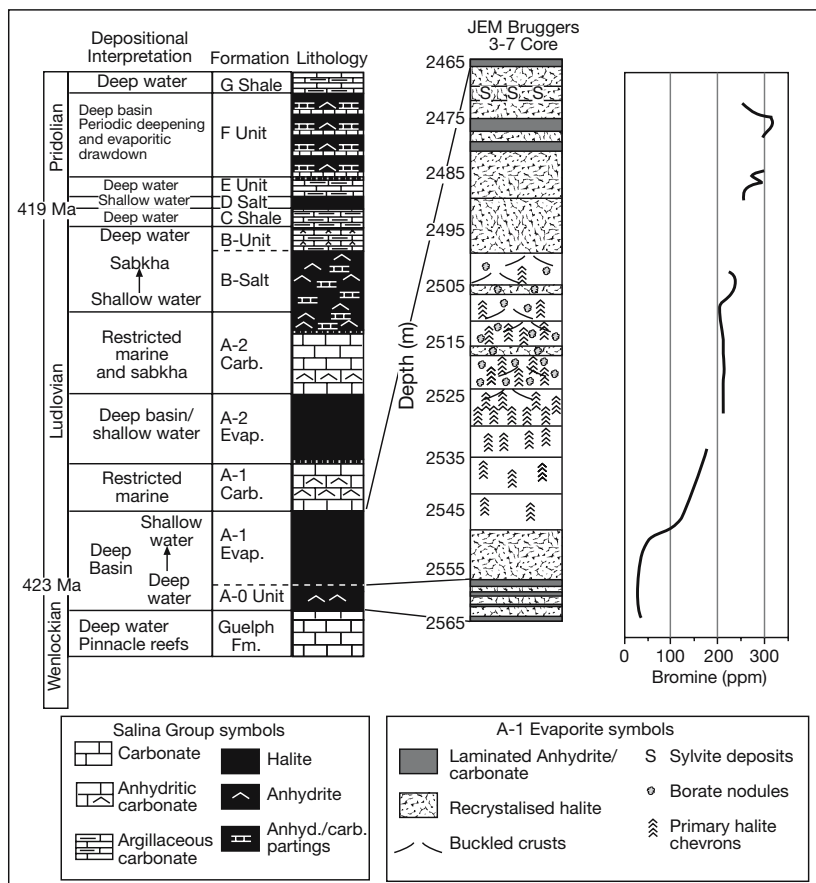 Depositional
Interpretation
Formation
Lithology
JEM Bruggers
3-7 Core
Pridolian
Ludlovian
Wenlockian
419 Ma
423 Ma
Deep water
G Shale
Deep basin
Periodic deepening
and evaporitic
drawdown
F Unit
Deep water
E Unit
Shallow water
D Salt
Deep water
C Shale
Deep water
B-Unit
Sabkha
Shallow water
B-Salt
Restricted
marine
and sabkha
A-2
Carb.
Deep basin/
shallow water
A-2
Evap.
Restricted
marine
A-1
Carb.
Shallow
water
Deep
Basin
Deep
water
A-1
Evap.
A-0 Unit
Deep water
Pinnacle reefs
Guelph
Fm.
Depth (m)
2465
2475
2485
2495
2505
2515
2525
2535
2545
2555
2565
S S S
0 100 200 300
Bromine (ppm)
Salina Group symbols
Carbonate
Anhydritic
carbonate
Argillaceous
carbonate
Halite
Anhydrite
Anhyd./carb.
partings
A-1 Evaporite symbols
Laminated Anhydrite/
carbonate
Recrystalised halite
Buckled crusts
S Sylvite deposits
Borate nodules
Primary halite
chevrons